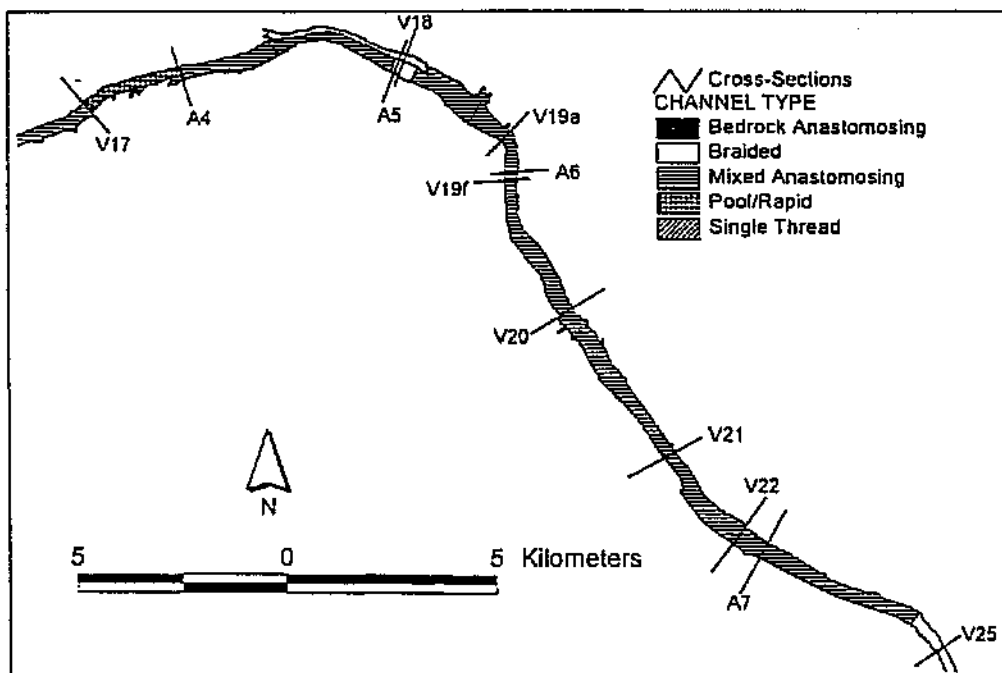 V18
A4
A5
V17
V19a
A6
V19f
V20
V21
V22
A7
V25
Cross-Sections
CHANNEL TYPE
Bedrock Anastomosing
Braided
Mixed Anastomosing
Pool/Rapid
Single Thread
N
5 0 5 Kilometers